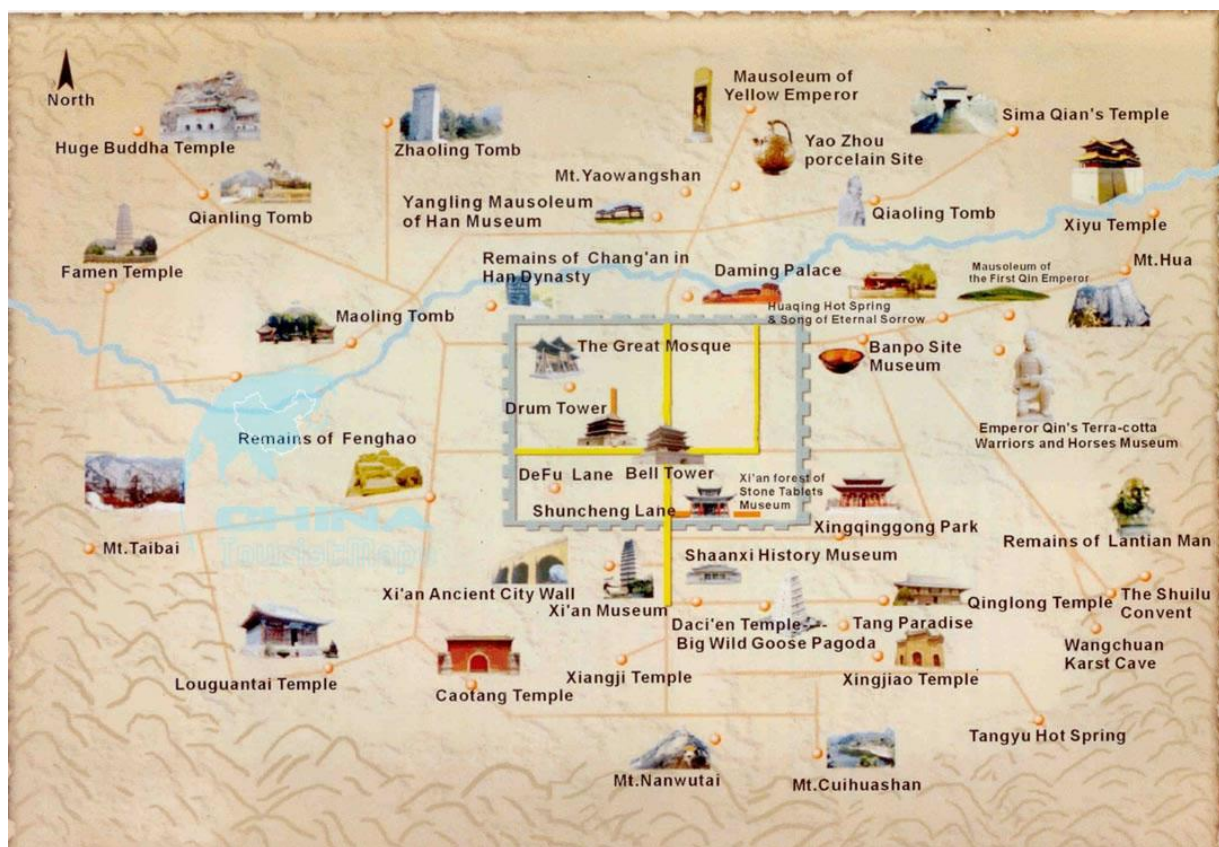 North
Huge Buddha Temple
Zhaoling Tomb
Mausoleum of
Yellow Emperor
Sima Qian's Temple
Yao Zhou
porcelain Site
Mt.Yaowangshan
Qianling Tomb
Yangling Mausoleum
of Han Museum
Qiaoling Tomb
Xiyu Temple
Famen Temple
Remains of Chang'an in
Han Dynasty
Daming Palace
Mausoleum of
the First Qin Emperor
Mt.Hua
Huaqing Hot Spring
& Song of Eternal Sorrow
Maoling Tomb
The Great Mosque
Banpo Site
Museum
Drum Tower
Emperor Qin's Terra-cotta
Warriors and Horses Museum
Remains of Fenghao
DeFu Lane
Bell Tower
Xi'an forest of
Stone Tablets
Museum
Shuncheng Lane
Xingqinggong Park
CHINA
TouristMaps
Mt.Taibai
Remains of Lantian Man
Shaanxi History Museum
Xi'an Ancient City Wall
Xi'an Museum
Daci'en Temple----
Big Wild Goose Pagoda
Tang Paradise
Qinglong Temple
The Shuilu
Convent
Wangchuan
Karst Cave
Louguantai Temple
Caotang Temple
Xiangji Temple
Xingjiao Temple
Tangyu Hot Spring
Mt.Nanwutai
Mt.Cuihuashan